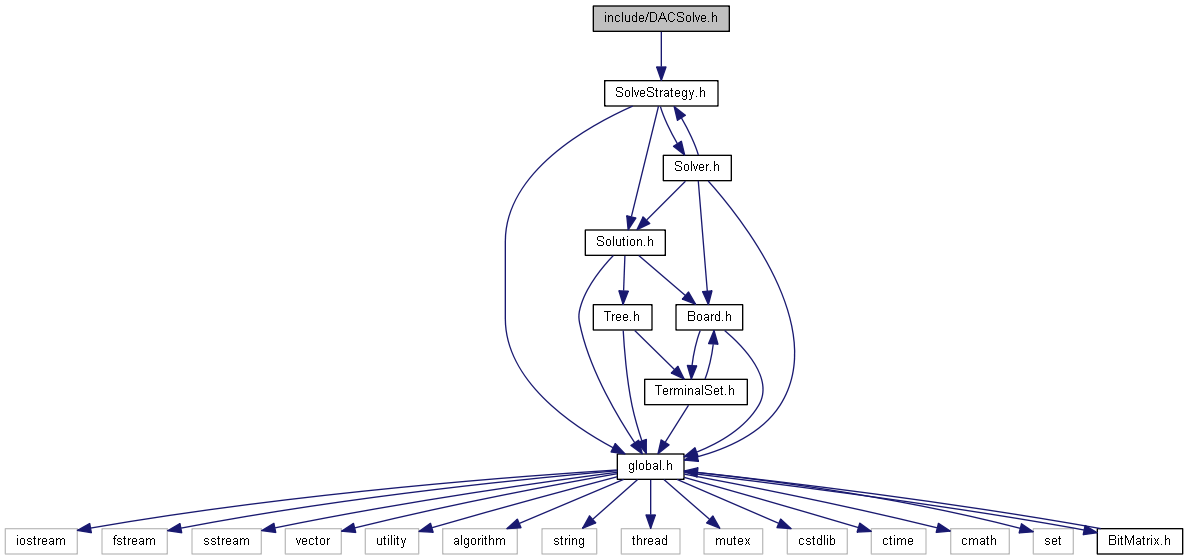 include/DACSolve.h
SolveStrategy.h
Solver.h
Solution.h
Tree.h
Board.h
TerminalSet.h
global.h
iostream
fstream
sstream
vector
utility
algorithm
string
thread
mutex
cstdlib
ctime
cmath
set
BitMatrix.h